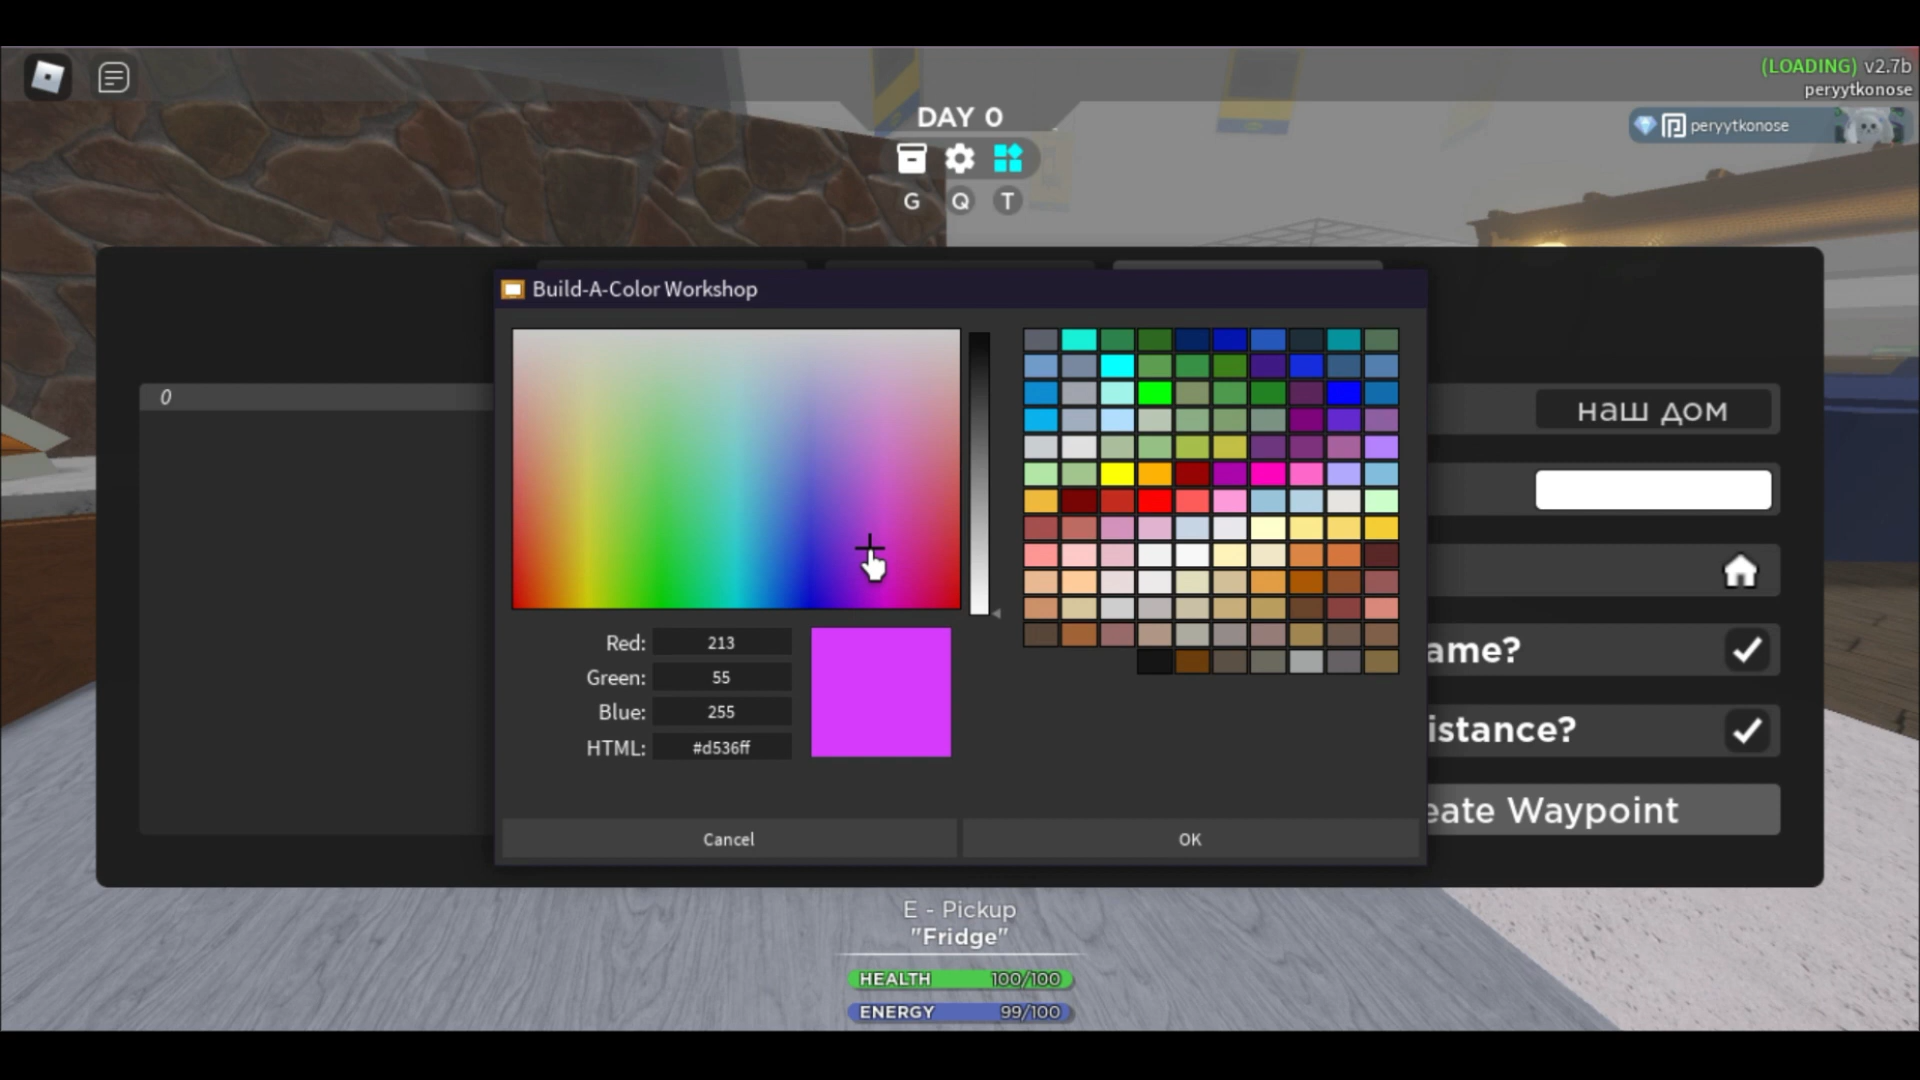 (LOADING) v2.7b
peryytkonose
peryytkonose
DAY 0
G Q T
Build-A-Color Workshop
0
наш дом
Red: 213
Green: 55
Blue: 255
HTML: #d536ff
ame?
istance?
eate Waypoint
Cancel
OK
E - Pickup
"Fridge"
HEALTH 100/100
ENERGY 99/100